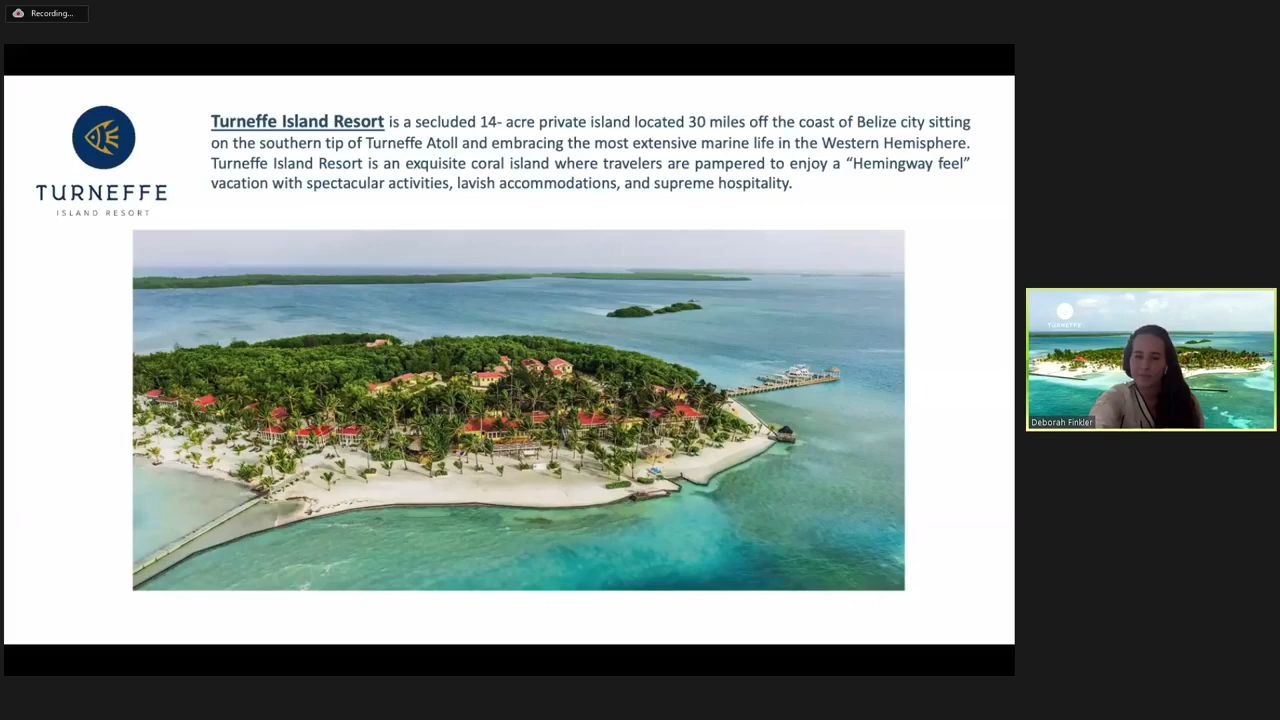 Recording...
TURNEFFE
ISLAND RESORT
Turneffe Island Resort is a secluded 14- acre private island located 30 miles off the coast of Belize city sitting
on the southern tip of Turneffe Atoll and embracing the most extensive marine life in the Western Hemisphere.
Turneffe Island Resort is an exquisite coral island where travelers are pampered to enjoy a “Hemingway feel”
vacation with spectacular activities, lavish accommodations, and supreme hospitality.
TURNEFFE
Deborah Finkler